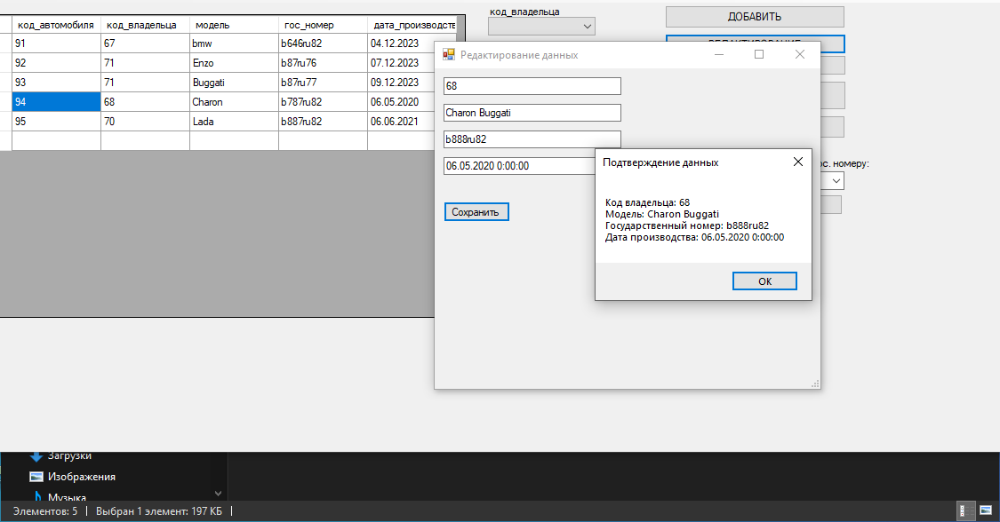 код_автомобиля код_владельца модель гос_номер дата_производств
91 67 bmw b646ru82 04.12.2023
92 71 Enzo b87ru76 07.12.2023
93 71 Buggati b87ru77 09.12.2023
94 68 Charon b787ru82 06.05.2020
95 70 Lada b887ru82 06.06.2021
код_владельца
ДОБАВИТЬ
РЕДАКТИРОВАНИЕ
ос. номеру:
Редактирование данных
68
Charon Buggati
b888ru82
06.05.2020 0:00:00
Сохранить
Подтверждение данных
Код владельца: 68
Модель: Charon Buggati
Государственный номер: b888ru82
Дата производства: 06.05.2020 0:00:00
OK
Загрузки
Изображения
Музыка
Элементов: 5 | Выбран 1 элемент: 197 КБ |